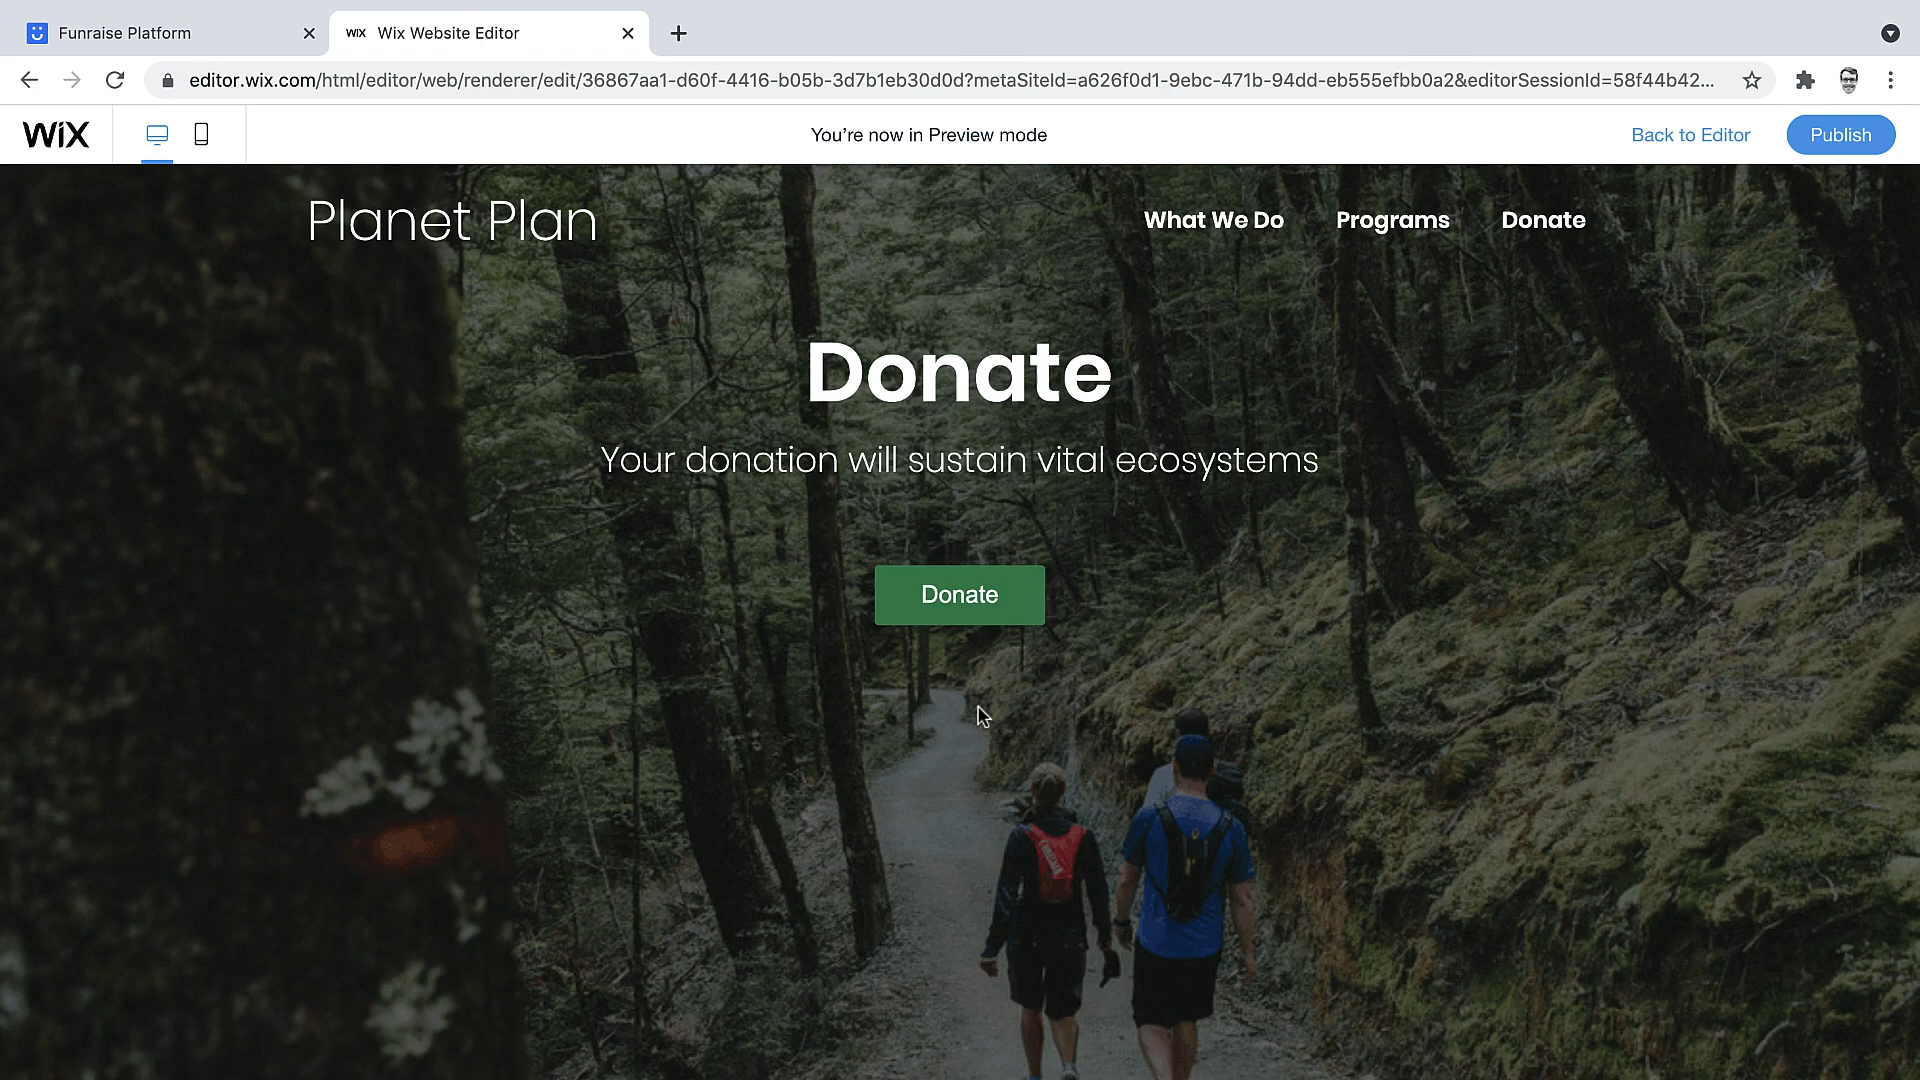 Funraise Platform
WiX Wix Website Editor
editor.wix.com/html/editor/web/renderer/edit/36867aa1-d60f-4416-b05b-3d7b1eb30d0d?metaSiteId=a626f0d1-9ebc-471b-94dd-eb555efbb0a2&editorSessionId=58f44b42...
WiX
You're now in Preview mode
Back to Editor
Publish
Planet Plan
What We Do
Programs
Donate
Donate
Your donation will sustain vital ecosystems
Donate